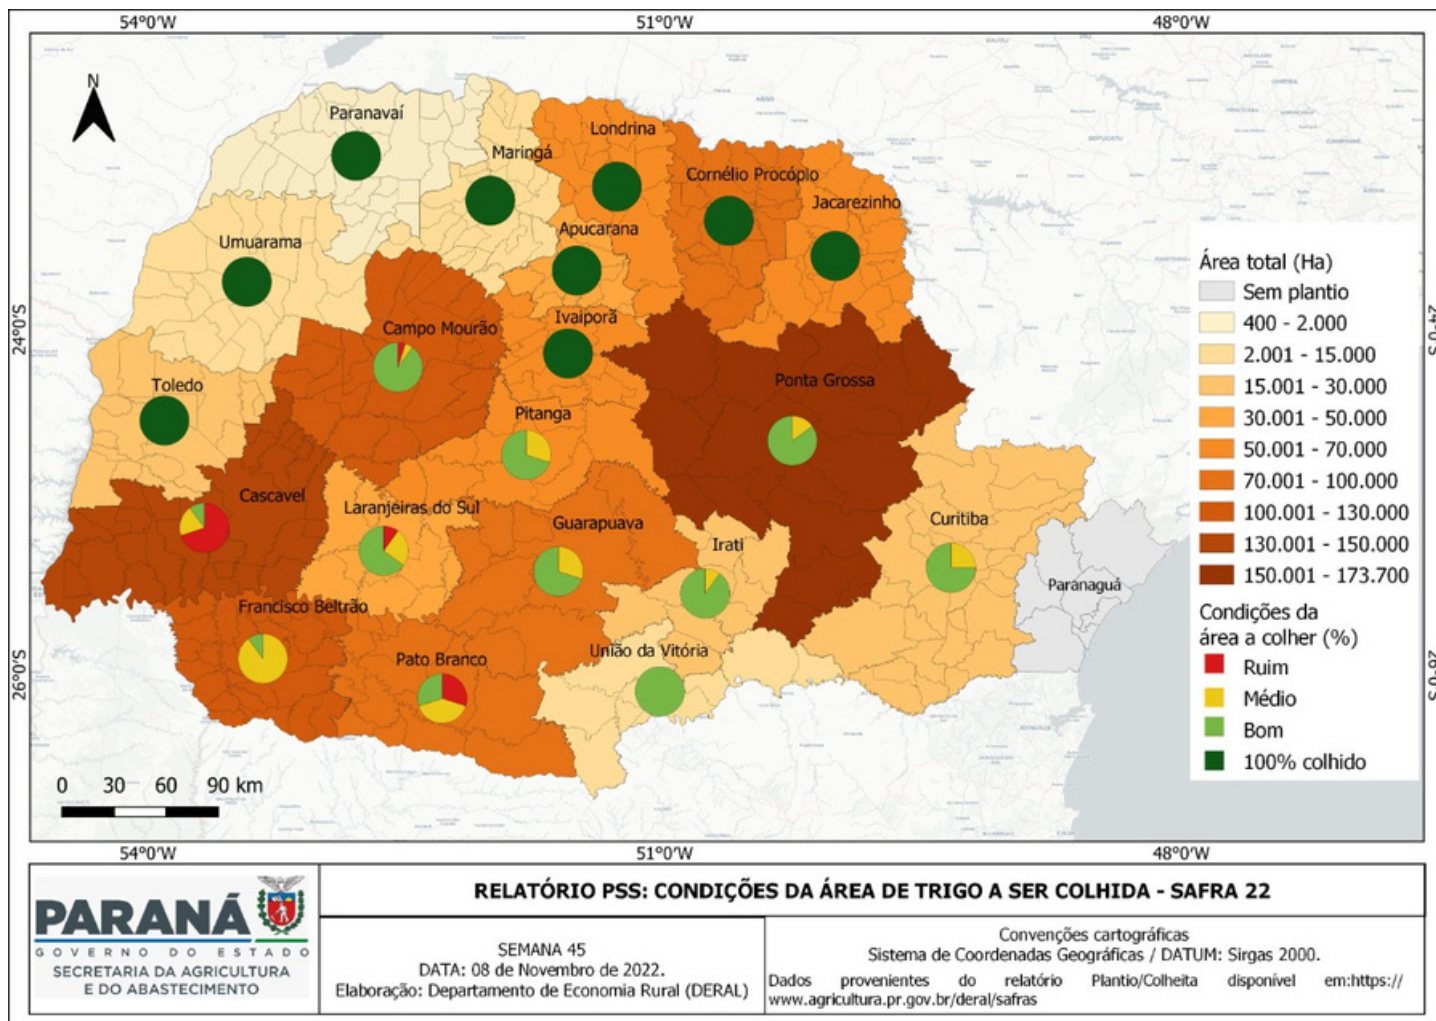 54°0'W 51°0'W 48°0'W
N
Paranavaí
Londrina
Maringá
Cornélio Procópio
Jacarezinho
Apucarana
Umuarama
Ivaiporã
Campo Mourão
Toledo
Ponta Grossa
Pitanga
Cascavel
Laranjeiras do Sul
Guarapuava
Curitiba
Irati
Paranaguá
Francisco Beltrão
União da Vitória
Pato Branco
24°0'S 24°0'S
26°0'S 26°0'S
Área total (Ha)
Sem plantio
400 - 2.000
2.001 - 15.000
15.001 - 30.000
30.001 - 50.000
50.001 - 70.000
70.001 - 100.000
100.001 - 130.000
130.001 - 150.000
150.001 - 173.700
Condições da
área a colher (%)
Ruim
Médio
Bom
100% colhido
0 30 60 90 km
54°0'W 51°0'W 48°0'W
PARANÁ
GOVERNO DO ESTADO
SECRETARIA DA AGRICULTURA
E DO ABASTECIMENTO
RELATÓRIO PSS: CONDIÇÕES DA ÁREA DE TRIGO A SER COLHIDA - SAFRA 22
SEMANA 45
DATA: 08 de Novembro de 2022.
Elaboração: Departamento de Economia Rural (DERAL)
Convenções cartográficas
Sistema de Coordenadas Geográficas / DATUM: Sirgas 2000.
Dados provenientes do relatório Plantio/Colheita disponível em:https://
www.agricultura.pr.gov.br/deral/safras